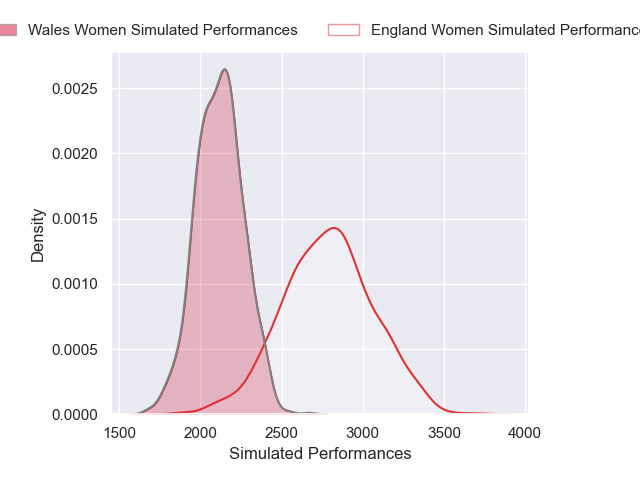 Wales Women Simulated Performances England Women Simulated Performanc
0.0025
0.0020
0.0015
0.0010
0.0005
0.0000
Density
1500 2000 2500 3000 3500 4000
Simulated Performances